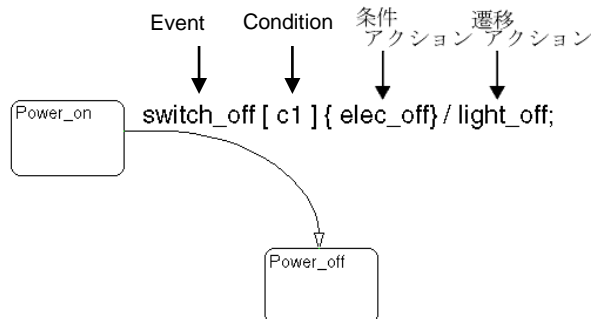 Event
Condition
条件
アクション
遷移
アクション
switch_off [ c1 ] { elec_off} / light_off;
Power_on
Power_off